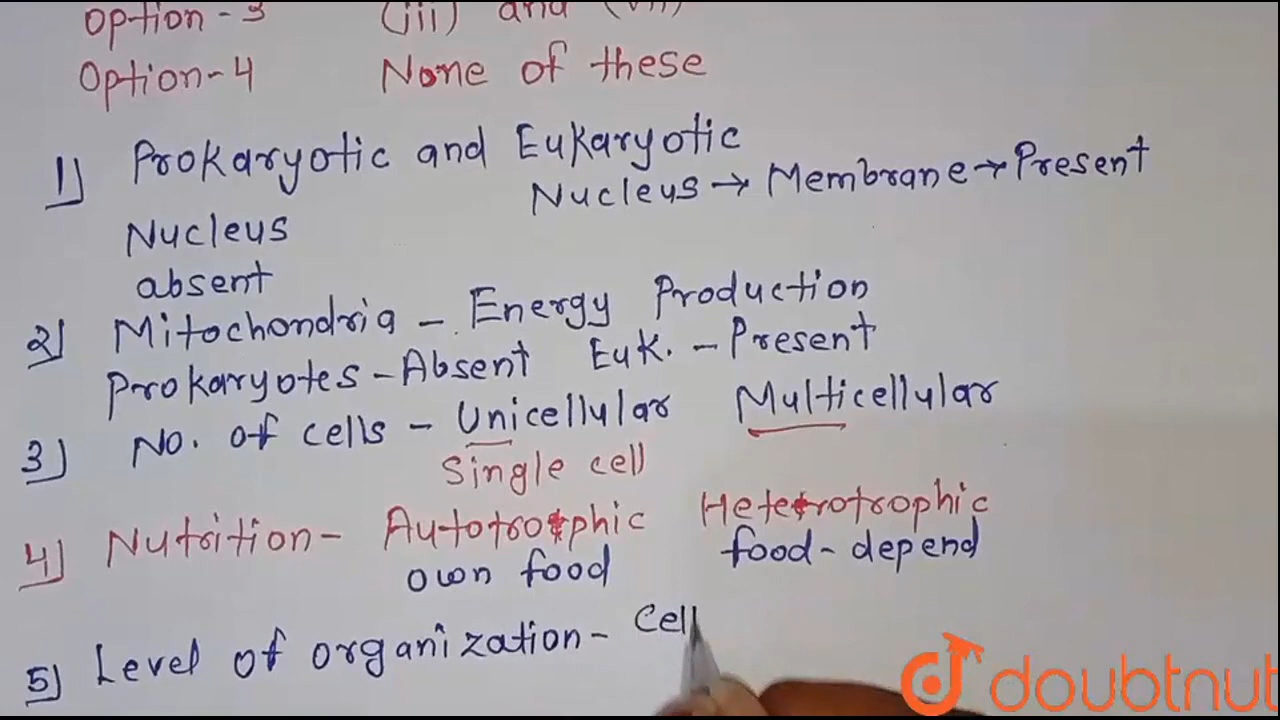 Option-3 (iii) and (vii)
Option-4 None of these
1) Prokaryotic and Eukaryotic
Nucleus → Membrane → Present
Nucleus
absent
2) Mitochondria - Energy Production
Prokaryotes - Absent Euk. - Present
3) No. of cells - Unicellular Multicellular
Single cell
4) Nutrition - Autotrophic Heterotrophic
own food food - depend
5) Level of organization - Cell
doubtnut